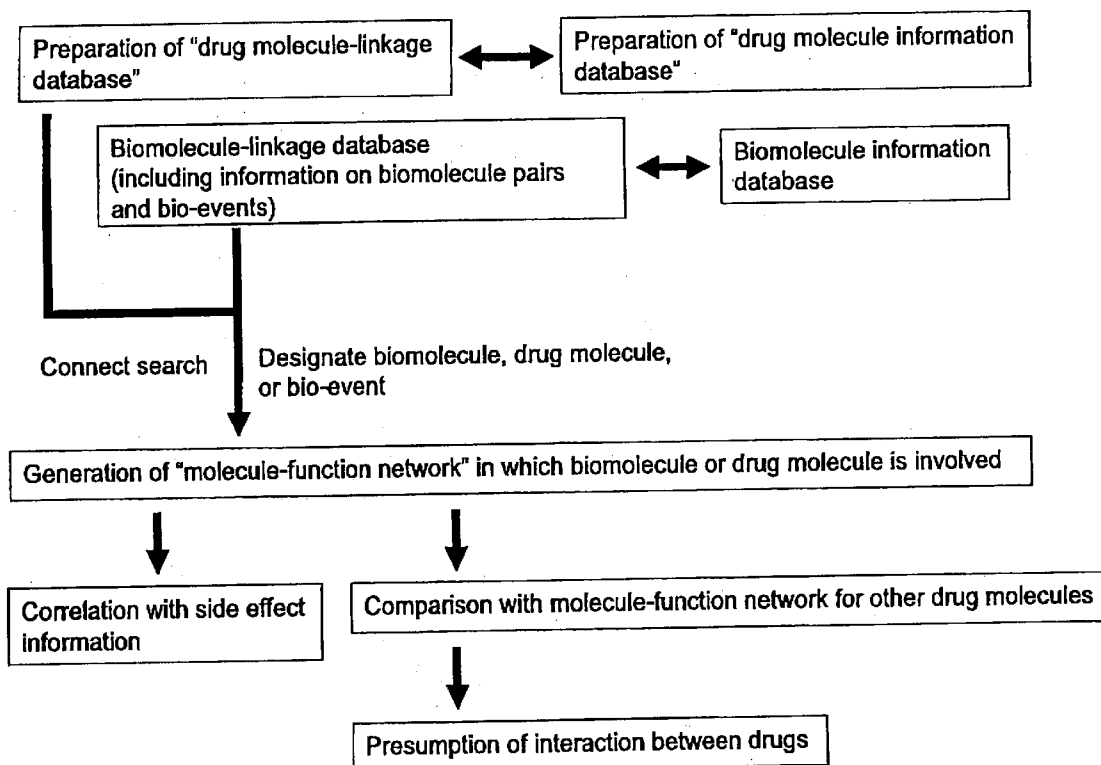 Preparation of "drug molecule-linkage
database"
Preparation of "drug molecule information
database"
Biomolecule-linkage database
(including information on biomolecule pairs
and bio-events)
Biomolecule information
database
Connect search
Designate biomolecule, drug molecule,
or bio-event
Generation of "molecule-function network" in which biomolecule or drug molecule is involved
Correlation with side effect
information
Comparison with molecule-function network for other drug molecules
Presumption of interaction between drugs